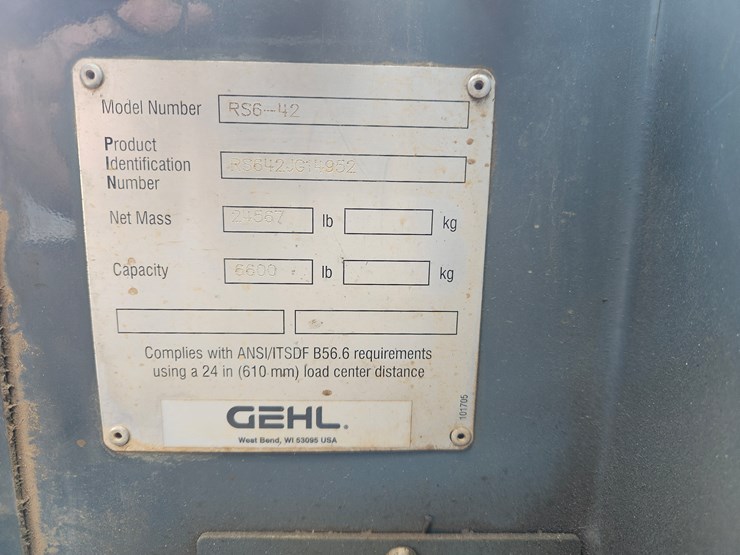 Model Number RS6-42
Product
Identification
Number RS642JG14952
Net Mass 24567 lb kg
Capacity 6600 lb kg
Complies with ANSI/ITSDF B56.6 requirements
using a 24 in (610 mm) load center distance
GEHL.
West Bend, WI 53095 USA
101705